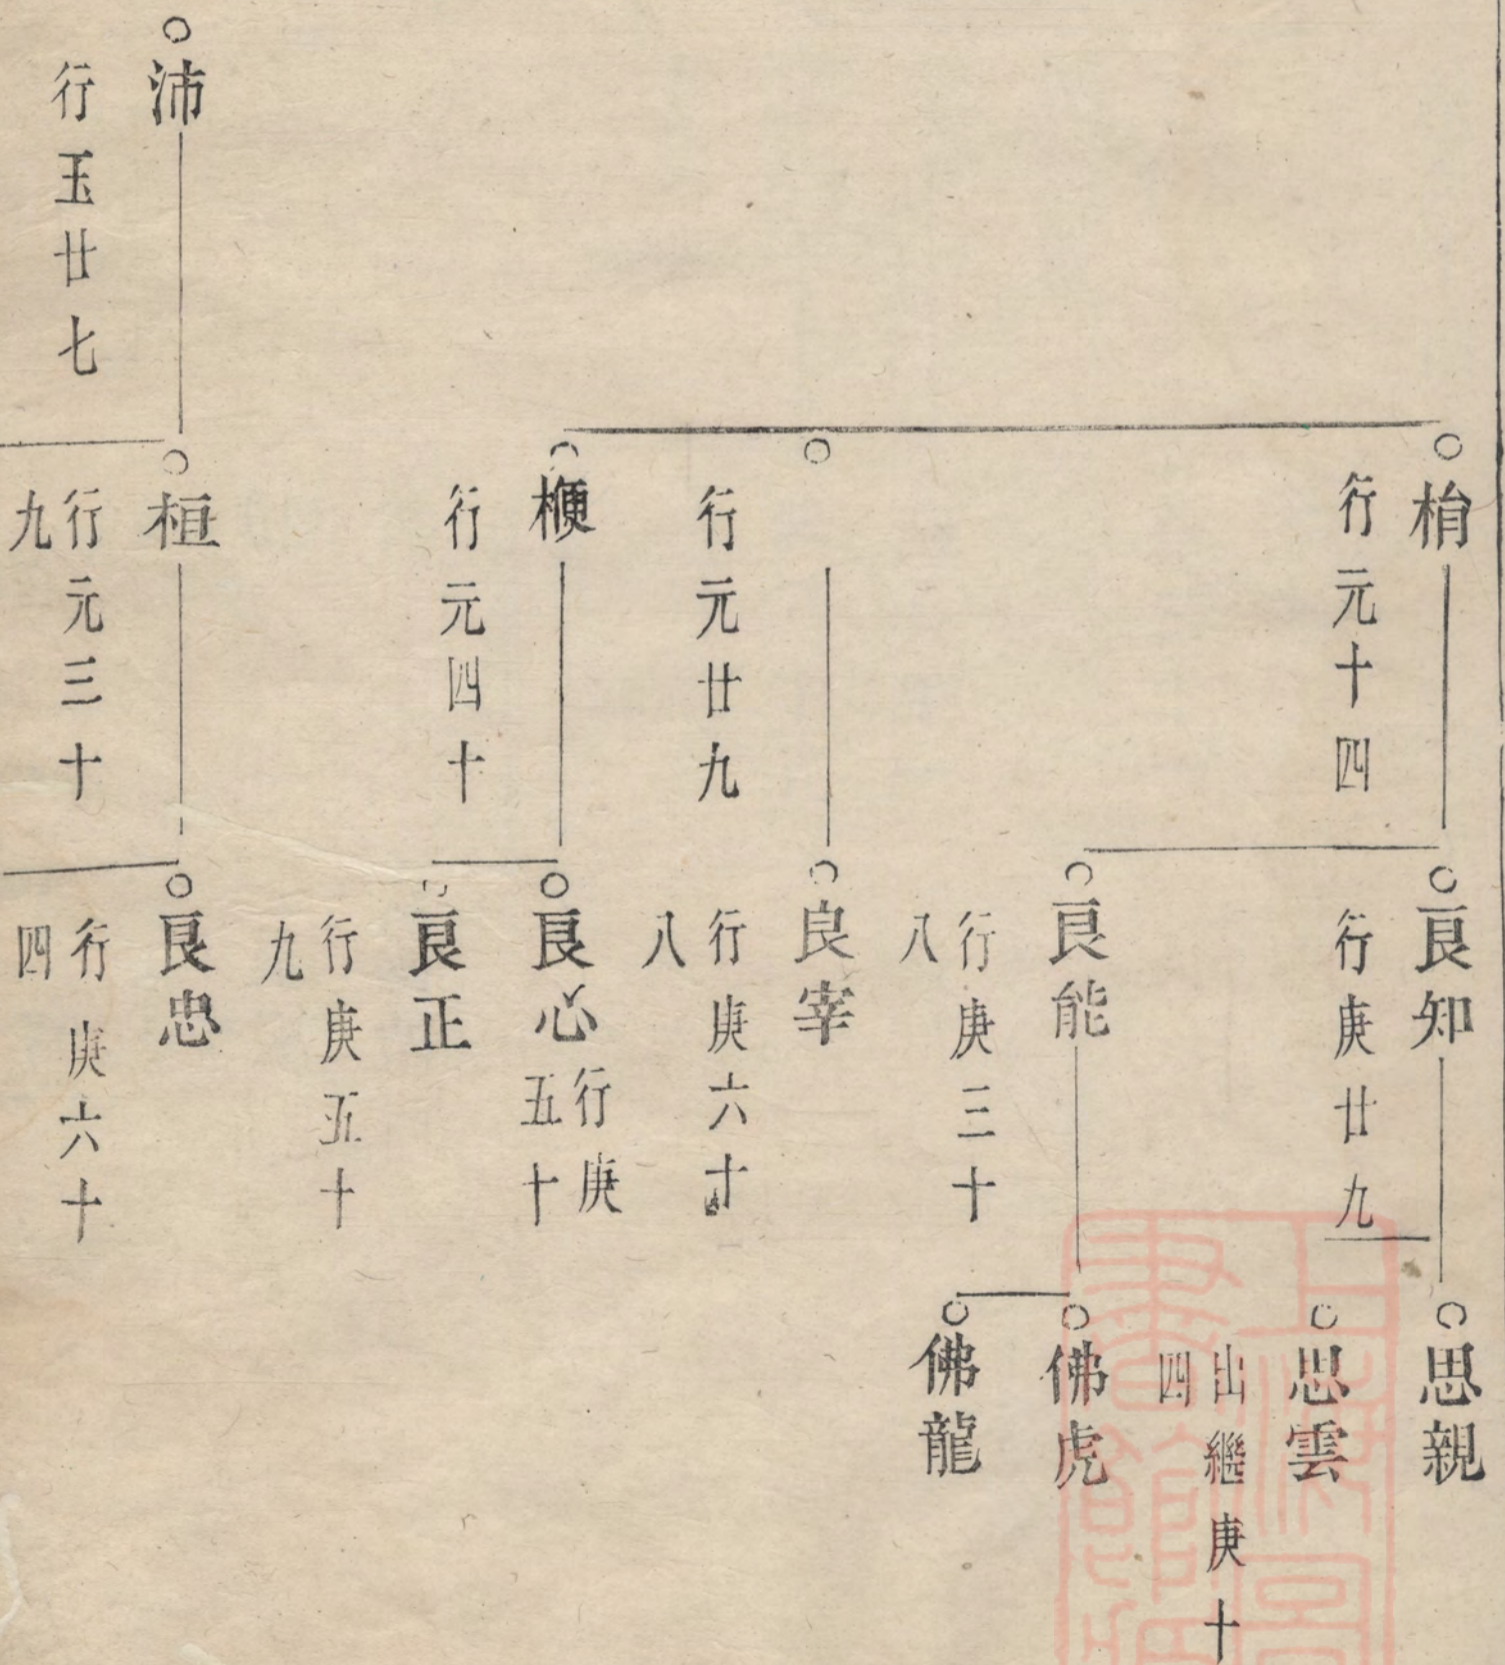 沛
行玉廿七
梢
行元十四
行元廿九
楩
行元四十
桓
行元三十
九
良知
行庚廿九
良能
行庚三十
八
良宰
行庚六十
八
良心
行庚
五十
良正
行庚五十
九
良忠
行庚六十
四
思親
思雲
出繼庚十
四
佛虎
佛龍